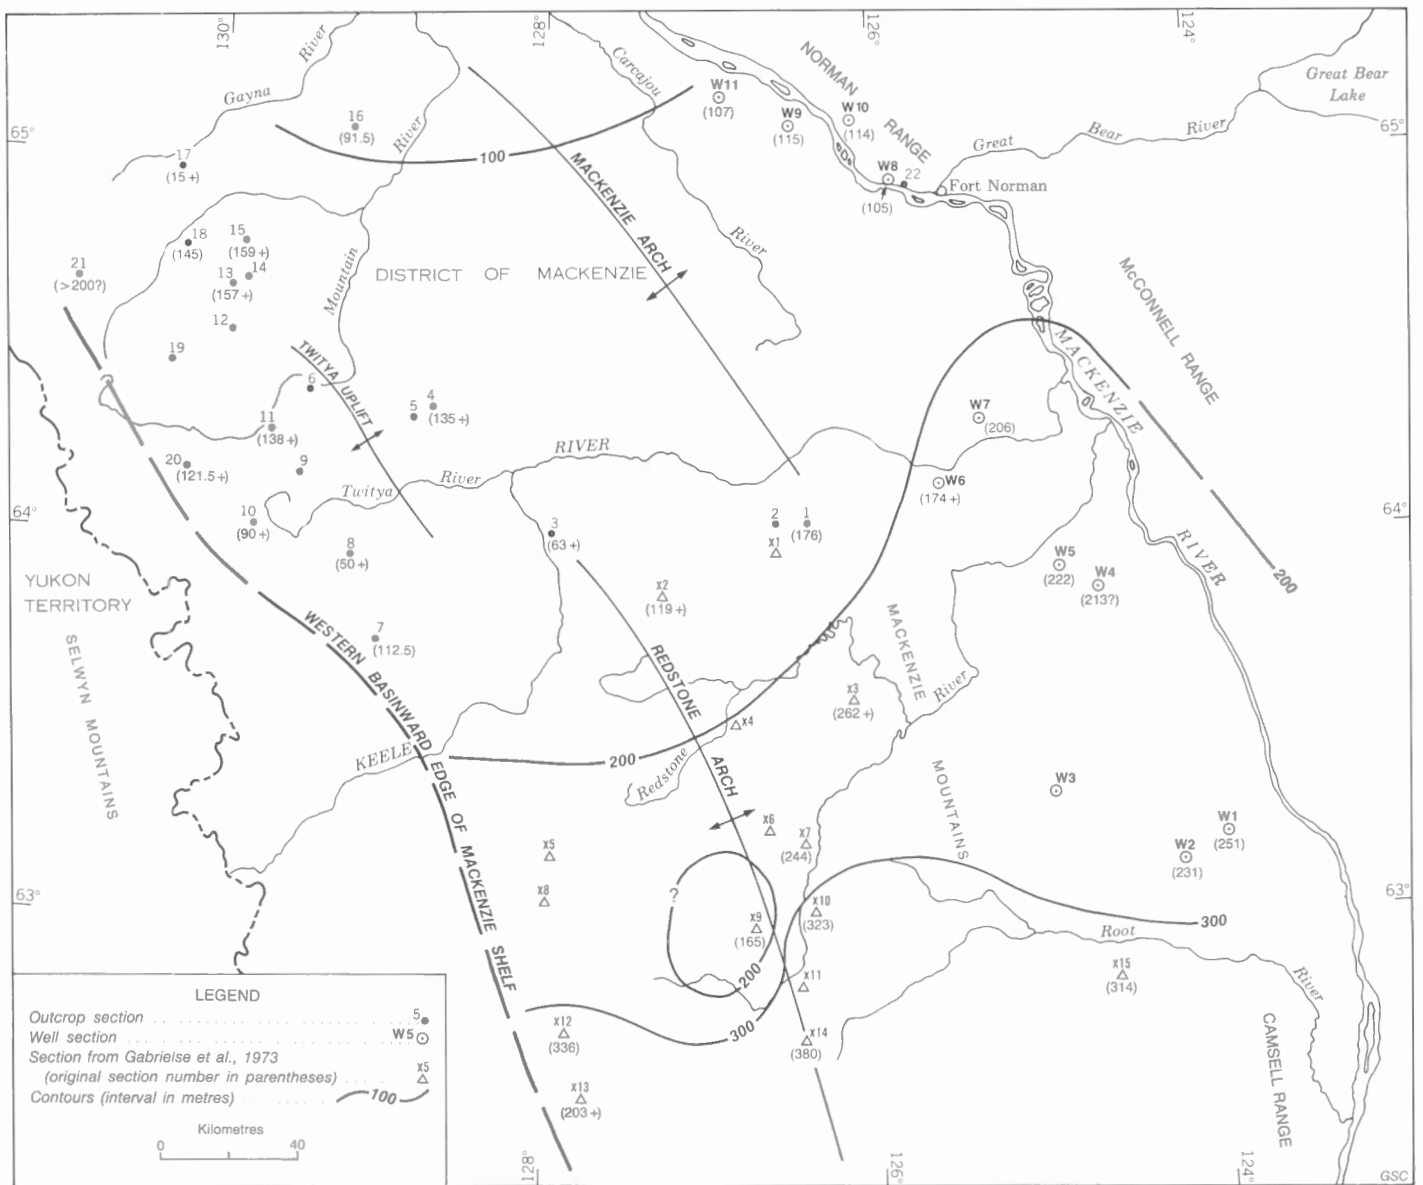 130°
128°
126°
124°
Gayna
River
Carcajou
NORMAN
RANGE
Great Bear
Lake
65°
65°
16
(91.5)
River
W11
(107)
W9
(115)
W10
(114)
Great
Bear
River
17
(15 +)
100
MACKENZIE
ARCH
W8
(105)
22
Fort Norman
18
(145)
15
(159 +)
River
21
(>200?)
13
(157 +)
14
Mountain
DISTRICT OF MACKENZIE
McCONNELL RANGE
12
19
TWITYA UPLIFT
MACKENZIE
6
5
4
(135 +)
W7
(206)
11
(138 +)
20
(121.5 +)
9
Twitya
River
RIVER
W6
(174 +)
64°
64°
10
(90 +)
3
(63 +)
2
1
(176)
x1
8
(50 +)
RIVER
YUKON
TERRITORY
W5
(222)
W4
(213?)
200
x2
(119 +)
7
(112.5)
WESTERN BASINWARD EDGE OF MACKENZIE SHELF
SELWYN MOUNTAINS
REDSTONE
ARCH
MACKENZIE
River
x3
(262 +)
x4
KEELE
200
Redstone
MOUNTAINS
W3
x6
x7
(244)
W1
(251)
W2
(231)
x5
63°
63°
x8
?
x9
(165)
x10
(323)
300
Root
200
x11
x15
(314)
River
LEGEND
Outcrop section 5
Well section W5
Section from Gabrielse et al., 1973
(original section number in parentheses) x5
Contours (interval in metres) 100
Kilometres
0 40
x12
(336)
300
x14
(380)
x13
(203 +)
CAMSELL RANGE
128°
126°
124°
GSC